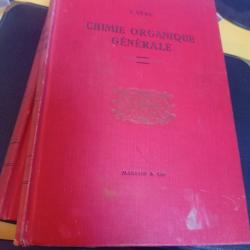 CHIMIE ORGANIQUE
GÉNÉRALE
MASSON & Cie